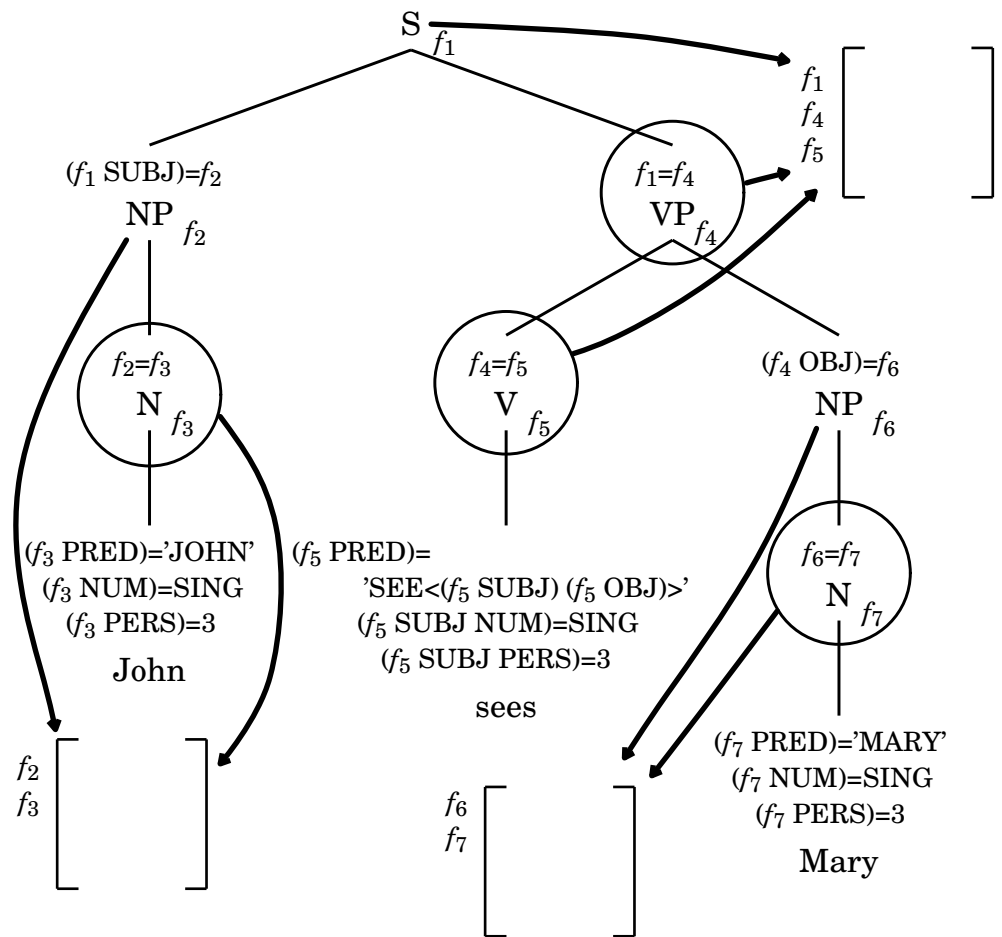 S f1
f1
f4
f5
(f1 SUBJ)=f2
NP f2
f1=f4
VP f4
f2=f3
N f3
f4=f5
V f5
(f4 OBJ)=f6
NP f6
(f3 PRED)='JOHN'
(f3 NUM)=SING
(f3 PERS)=3
John
(f5 PRED)=
'SEE<(f5 SUBJ) (f5 OBJ)>'
(f5 SUBJ NUM)=SING
(f5 SUBJ PERS)=3
sees
f6=f7
N f7
(f7 PRED)='MARY'
(f7 NUM)=SING
(f7 PERS)=3
Mary
f2
f3
f6
f7